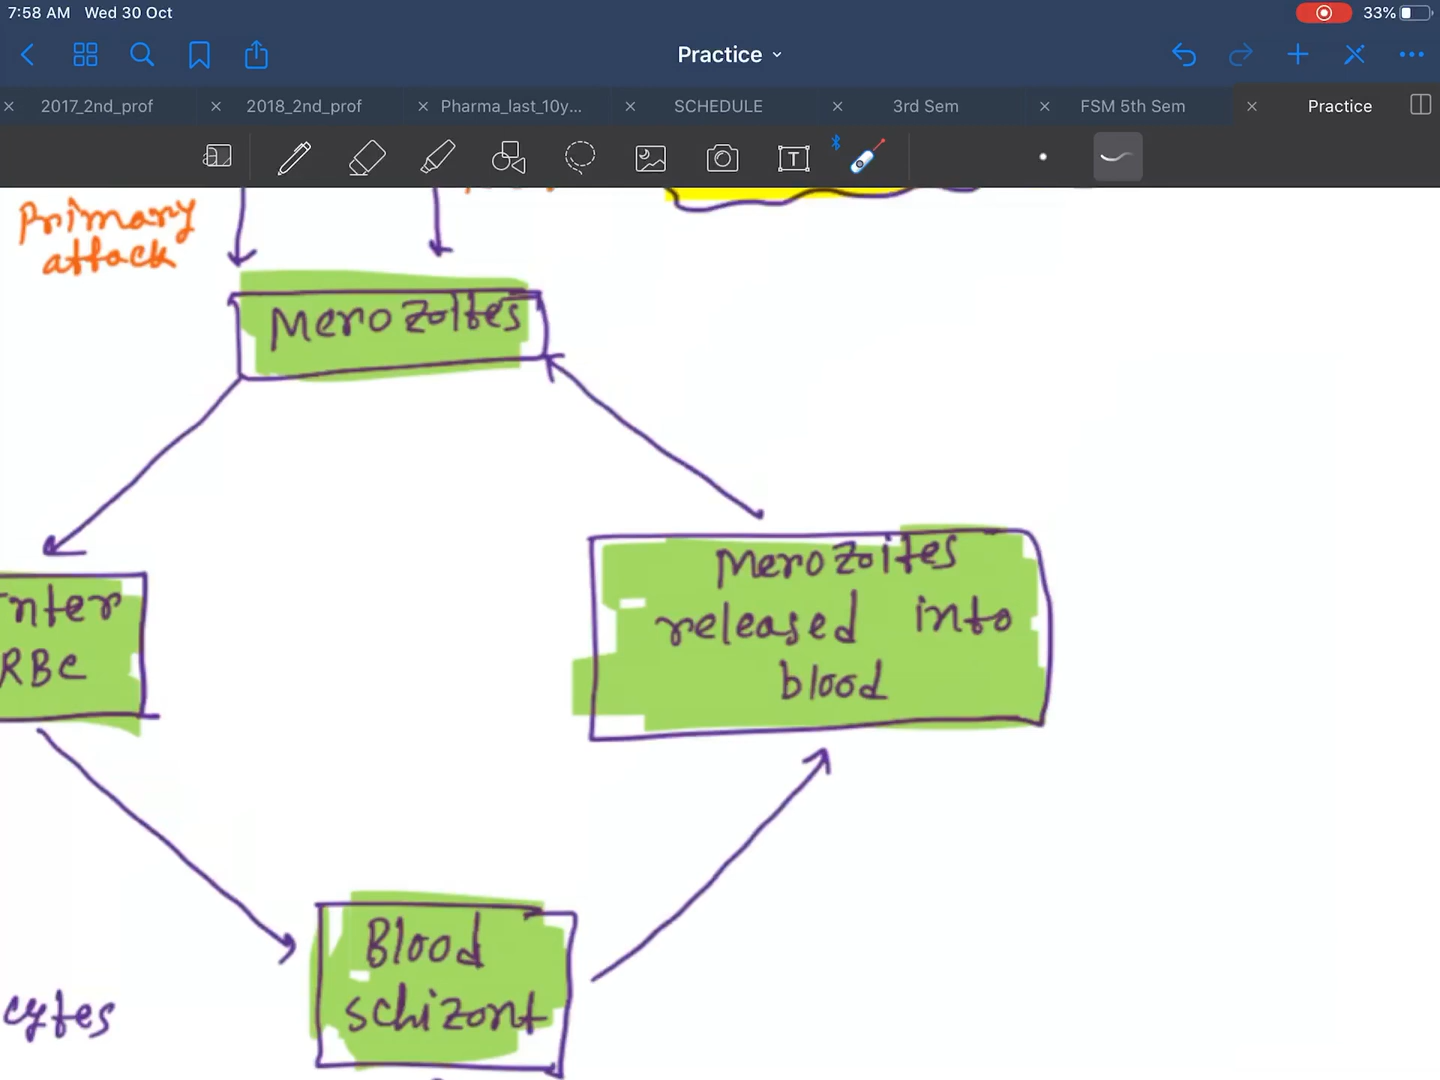 7:58 AM Wed 30 Oct
33%
Practice
2017_2nd_prof
2018_2nd_prof
Pharma_last_10y...
SCHEDULE
3rd Sem
FSM 5th Sem
Practice
Primary
attack
Merozoites
Enter
RBC
Merozoites
released into
blood
Blood
schizont
cytes